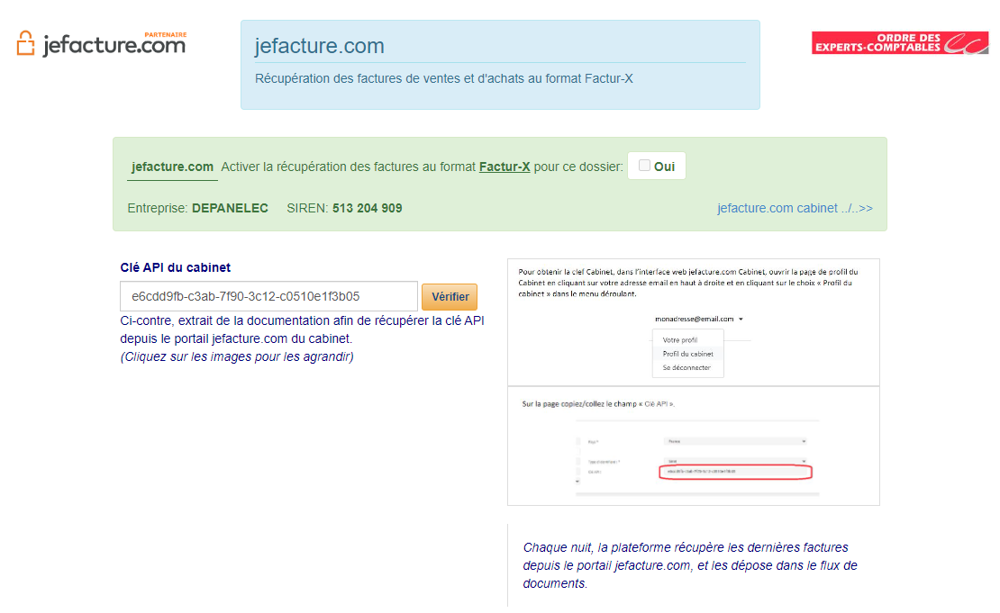 PARTENAIRE
jefacture.com
jefacture.com
Récupération des factures de ventes et d'achats au format Factur-X
ORDRE DES
EXPERTS-COMPTABLES
jefacture.com Activer la récupération des factures au format Factur-X pour ce dossier: Oui
Entreprise: DEPANELEC SIREN: 513 204 909 jefacture.com cabinet ../..>>
Clé API du cabinet
e6cdd9fb-c3ab-7f90-3c12-c0510e1f3b05 Vérifier
Ci-contre, extrait de la documentation afin de récupérer la clé API
depuis le portail jefacture.com du cabinet.
(Cliquez sur les images pour les agrandir)
Pour obtenir la clef Cabinet, dans l'interface web jefacture.com Cabinet, ouvrir la page de profil du
Cabinet en cliquant sur votre adresse email en haut à droite et en cliquant sur le choix « Profil du
cabinet » dans le menu déroulant.
monadresse@email.com
Votre profil
Profil du cabinet
Se déconnecter
Sur la page copiez/collez le champ « Clé API ».
Chaque nuit, la plateforme récupère les dernières factures
depuis le portail jefacture.com, et les dépose dans le flux de
documents.